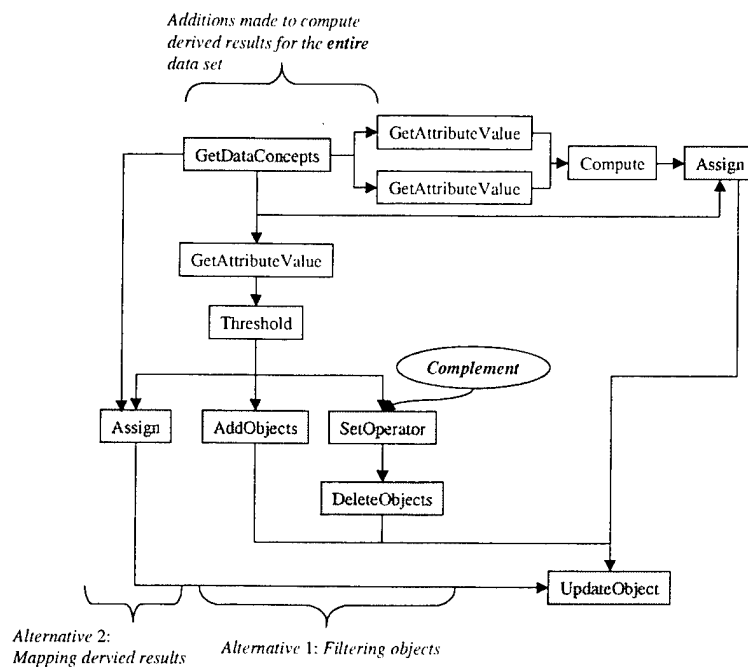 Additions made to compute
derived results for the entire
data set
GetAttributeValue
GetDataConcepts
Compute
Assign
GetAttributeValue
GetAttributeValue
Threshold
Complement
Assign
AddObjects
SetOperator
DeleteObjects
UpdateObject
Alternative 2:
Mapping dervied results
Alternative 1: Filtering objects